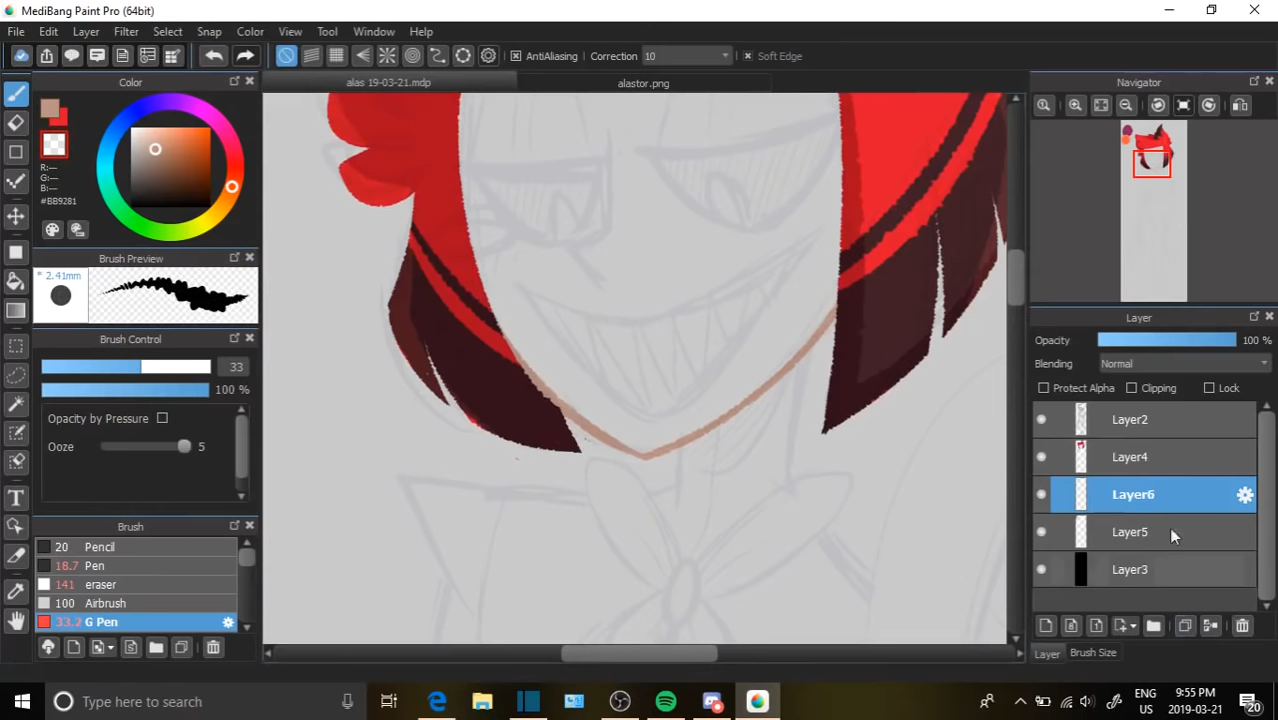 MediBang Paint Pro (64bit)
File Edit Layer Filter Select Snap Color View Tool Window Help
AntiAliasing Correction 10 Soft Edge
Color
alas 19-03-21.mdp
alastor.png
Navigator
R:---
G:---
B:---
#BB9281
Brush Preview
* 2.41mm
Brush Control
33
100 %
Opacity by Pressure
Ooze 5
Brush
20 Pencil
18.7 Pen
141 eraser
100 Airbrush
33.2 G Pen
Layer
Opacity 100 %
Blending Normal
Protect Alpha Clipping Lock
Layer2
Layer4
Layer6
Layer5
Layer3
Layer Brush Size
Type here to search
ENG
US
9:55 PM
2019-03-21
20